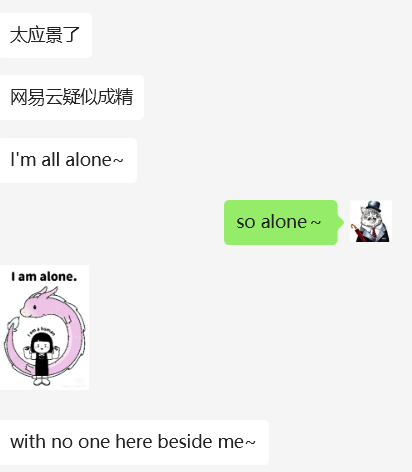 太应景了
网易云疑似成精
I'm all alone~
so alone～
I am alone.
i am a human
with no one here beside me~